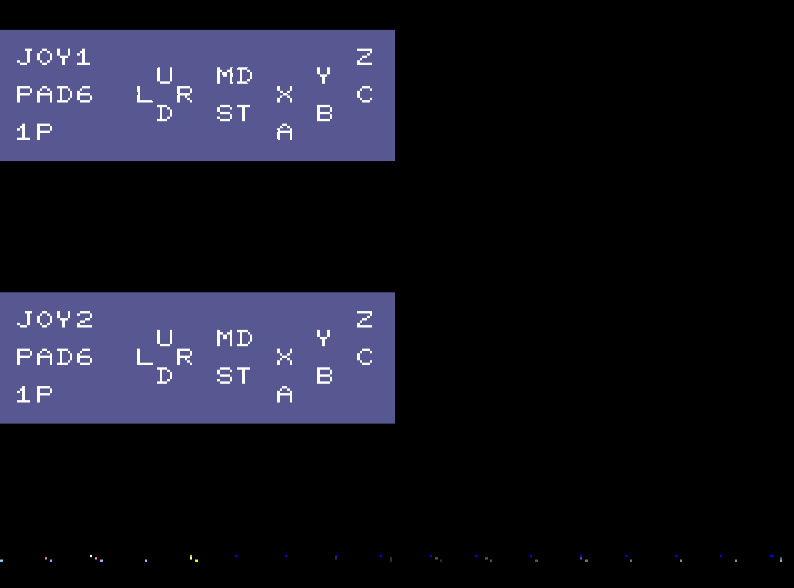 JOY1 Z
U MD Y
PAD6 L R X C
D ST B
1P A
JOY2 Z
U MD Y
PAD6 L R X C
D ST B
1P A